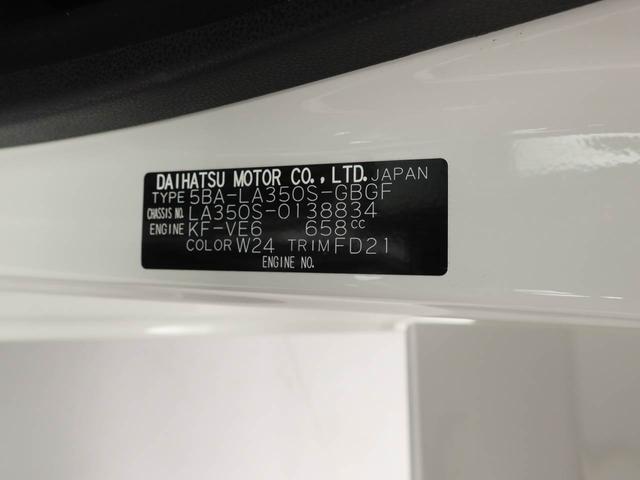 DAIHATSU MOTOR CO., LTD. JAPAN
TYPE 5BA-LA350S-GBGF
CHASSIS NO. LA350S-0138834
ENGINE KF-VE6 658cc
COLOR W24 TRIM FD21
ENGINE NO.